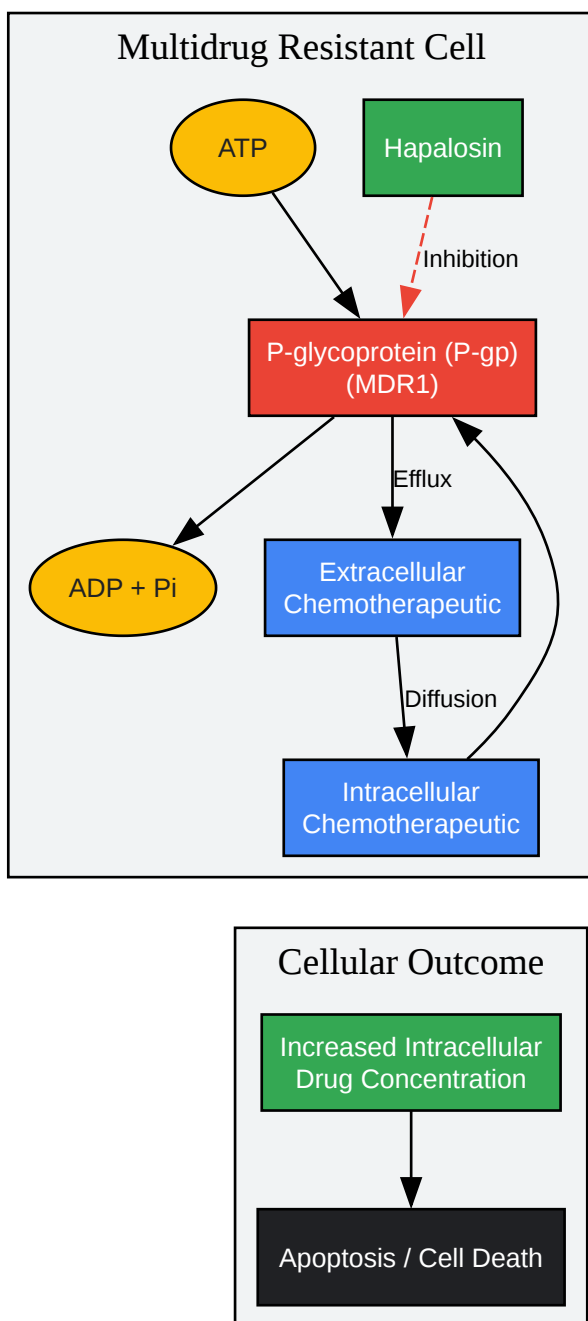 Multidrug Resistant Cell
ATP
Hapalosin
Inhibition
P-glycoprotein (P-gp)
(MDR1)
Efflux
ADP + Pi
Extracellular
Chemotherapeutic
Diffusion
Intracellular
Chemotherapeutic
Cellular Outcome
Increased Intracellular
Drug Concentration
Apoptosis / Cell Death